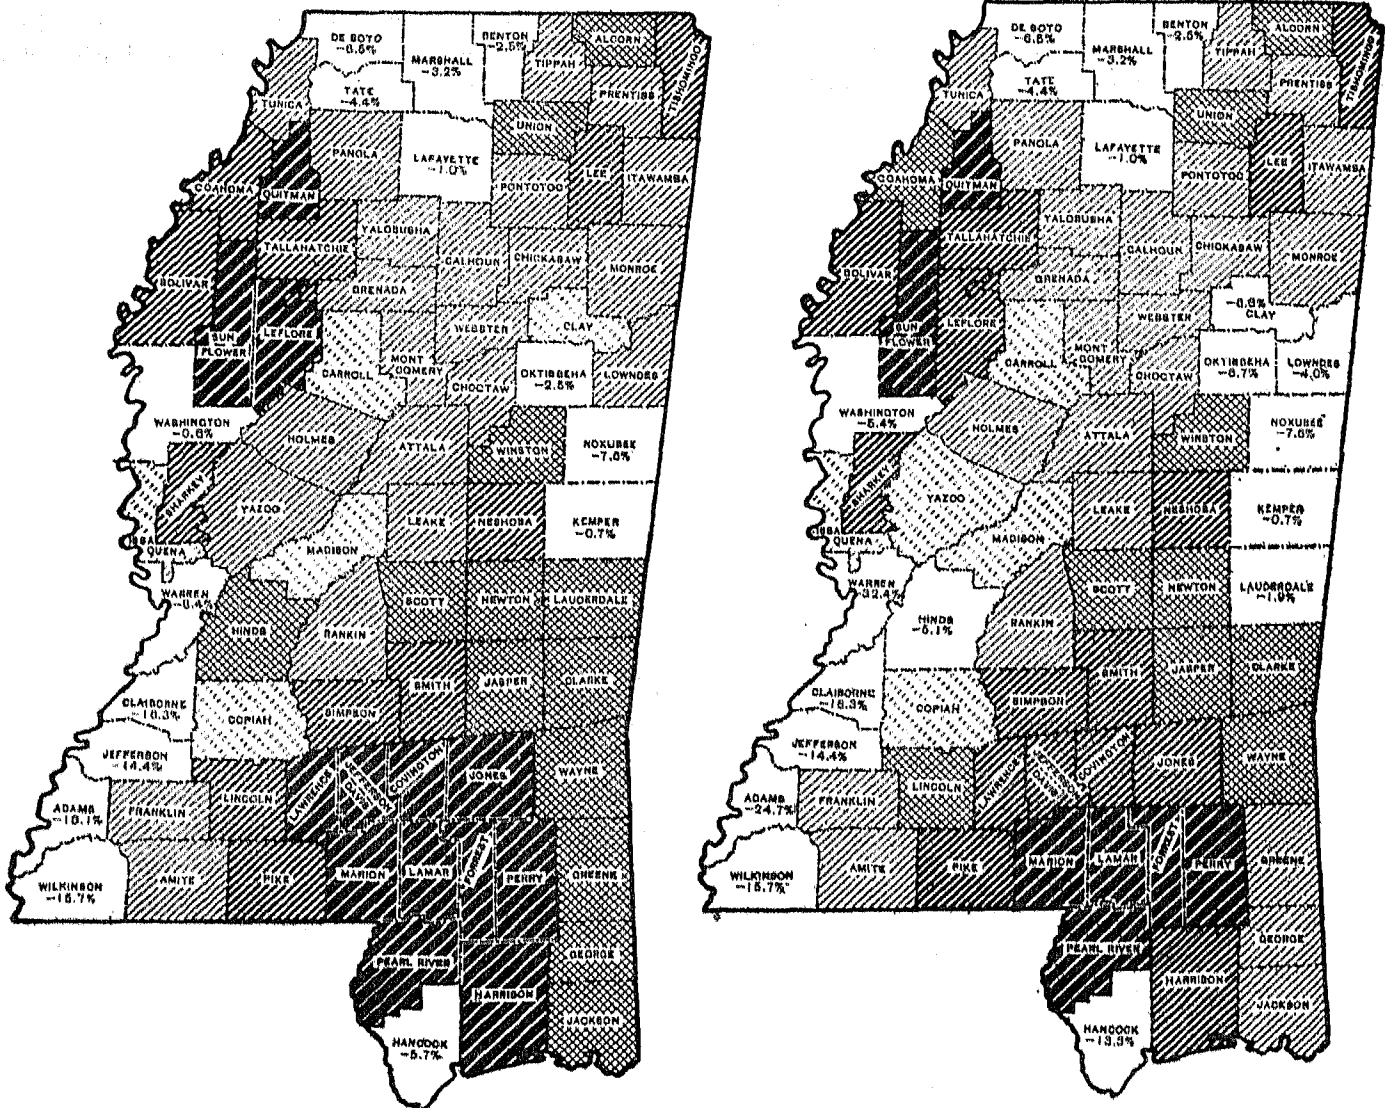 DE SOTO
-6.5%
MARSHALL
-3.2%
BENTON
-2.5%
TIPPAH
ALCORN
TISHOMINGO
TATE
-4.4%
TUNICA
PRENTISS
UNION
PANOLA
LAFAYETTE
-1.0%
PONTOTOC
LEE
ITAWAMBA
COAHOMA
QUITMAN
YALOBUSHA
TALLAHATCHIE
CALHOUN
CHICKASAW
MONROE
BOLIVAR
GRENADA
SUN
FLOWER
LEFLORE
WEBSTER
CLAY
MONT
GOMERY
CARROLL
CHOCTAW
OKTIBBEHA
-2.5%
LOWNDES
WASHINGTON
-0.6%
HOLMES
ATTALA
WINSTON
NOXUBEE
-7.6%
SHARKEY
YAZOO
LEAKE
NESHOBA
KEMPER
-0.7%
QUENA
MADISON
WARREN
SCOTT
NEWTON
LAUDERDALE
HINDS
RANKIN
SMITH
JASPER
CLARKE
CLAIBORNE
-16.3%
COPIAH
SIMPSON
JEFFERSON
-14.4%
LAWRENCE
JEFFERSON
DAVIS
COVINGTON
JONES
WAYNE
ADAMS
-16.1%
FRANKLIN
LINCOLN
WILKINSON
-15.7%
AMITE
PIKE
MARION
LAMAR
FORREST
PERRY
GREENE
PEARL RIVER
GEORGE
HARRISON
JACKSON
HANCOCK
-5.7%
DE SOTO
-6.5%
MARSHALL
-3.2%
BENTON
-2.5%
TIPPAH
ALCORN
TISHOMINGO
TATE
-4.4%
TUNICA
PRENTISS
UNION
PANOLA
LAFAYETTE
-1.0%
PONTOTOC
LEE
ITAWAMBA
COAHOMA
QUITMAN
YALOBUSHA
TALLAHATCHIE
CALHOUN
CHICKASAW
MONROE
BOLIVAR
GRENADA
CLAY
SUN
FLOWER
LEFLORE
WEBSTER
MONT
GOMERY
CARROLL
CHOCTAW
OKTIBBEHA
-6.7%
LOWNDES
-4.0%
WASHINGTON
-5.4%
HOLMES
ATTALA
WINSTON
NOXUBEE
-7.6%
SHARKEY
YAZOO
LEAKE
NESHOBA
KEMPER
-0.7%
QUENA
MADISON
WARREN
-32.4%
SCOTT
NEWTON
LAUDERDALE
-1.9%
HINDS
-5.1%
RANKIN
SMITH
JASPER
CLARKE
CLAIBORNE
-16.3%
COPIAH
SIMPSON
JEFFERSON
-14.4%
LAWRENCE
JEFFERSON
DAVIS
COVINGTON
JONES
WAYNE
ADAMS
-24.7%
FRANKLIN
LINCOLN
WILKINSON
-15.7%
AMITE
PIKE
MARION
LAMAR
FORREST
PERRY
GREENE
PEARL RIVER
GEORGE
HARRISON
JACKSON
HANCOCK
-13.3%